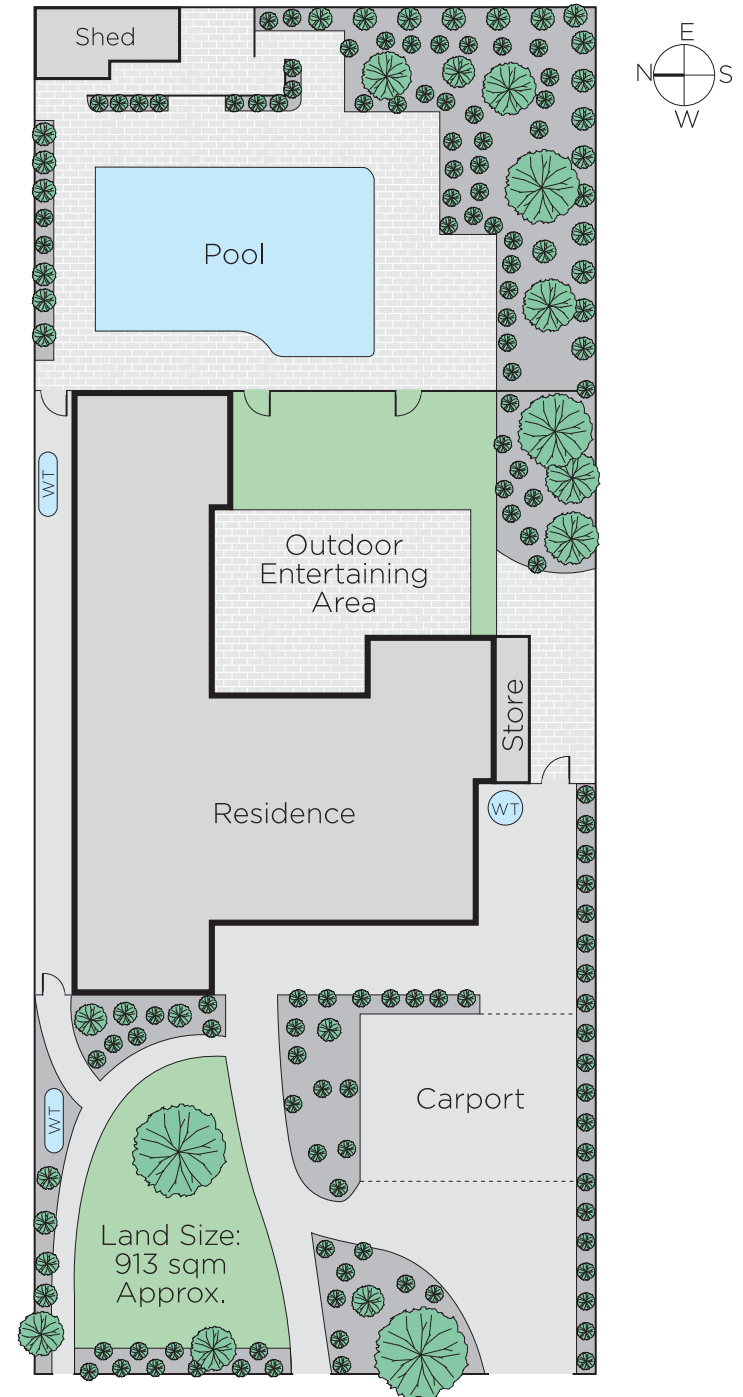 Shed
E
N
S
W
Pool
WT
Outdoor
Entertaining
Area
Store
Residence
WT
Carport
WT
Land Size:
913 sqm
Approx.